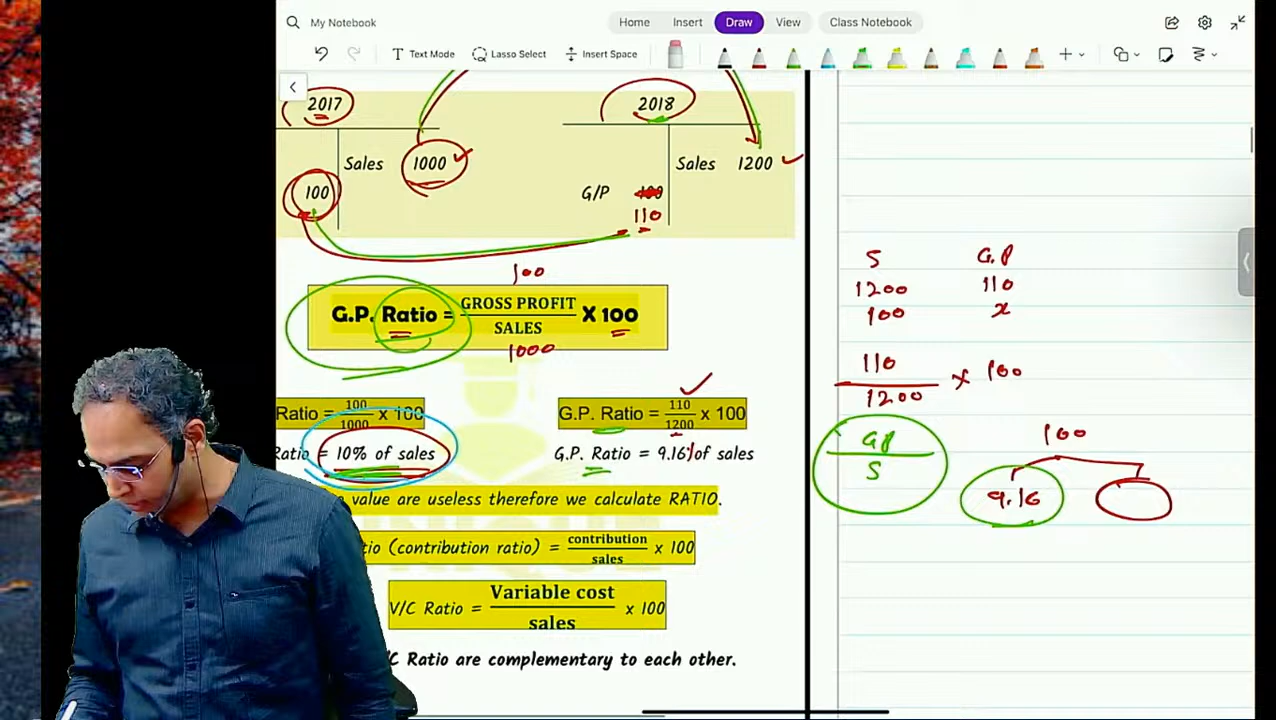 My Notebook
Home Insert Draw View Class Notebook
Text Mode Lasso Select Insert Space
2017
Sales 1000
100
2018
Sales 1200
G/P 100
110
100
G.P. Ratio = GROSS PROFIT / SALES X 100
1000
Ratio = 100/1000 x 100
= 10% of sales
G.P. Ratio = 110/1200 x 100
G.P. Ratio = 9.16% of sales
value are useless therefore we calculate RATIO.
(contribution ratio) = contribution/sales x 100
V/C Ratio = Variable cost/sales x 100
Ratio are complementary to each other.
S G.P
1200 110
100 x
110/1200 x 100
GP
S
100
9.16